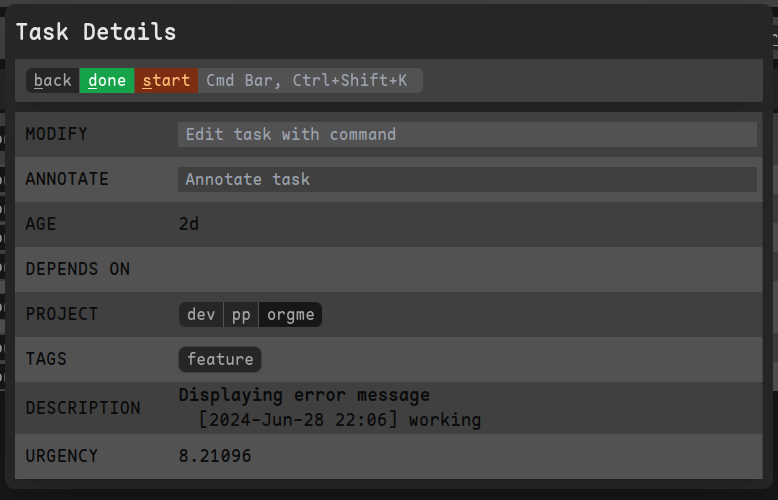 Task Details
back done start Cmd Bar, Ctrl+Shift+K
MODIFY Edit task with command
ANNOTATE Annotate task
AGE 2d
DEPENDS ON
PROJECT dev pp orgme
TAGS feature
DESCRIPTION Displaying error message
[2024-Jun-28 22:06] working
URGENCY 8.21096